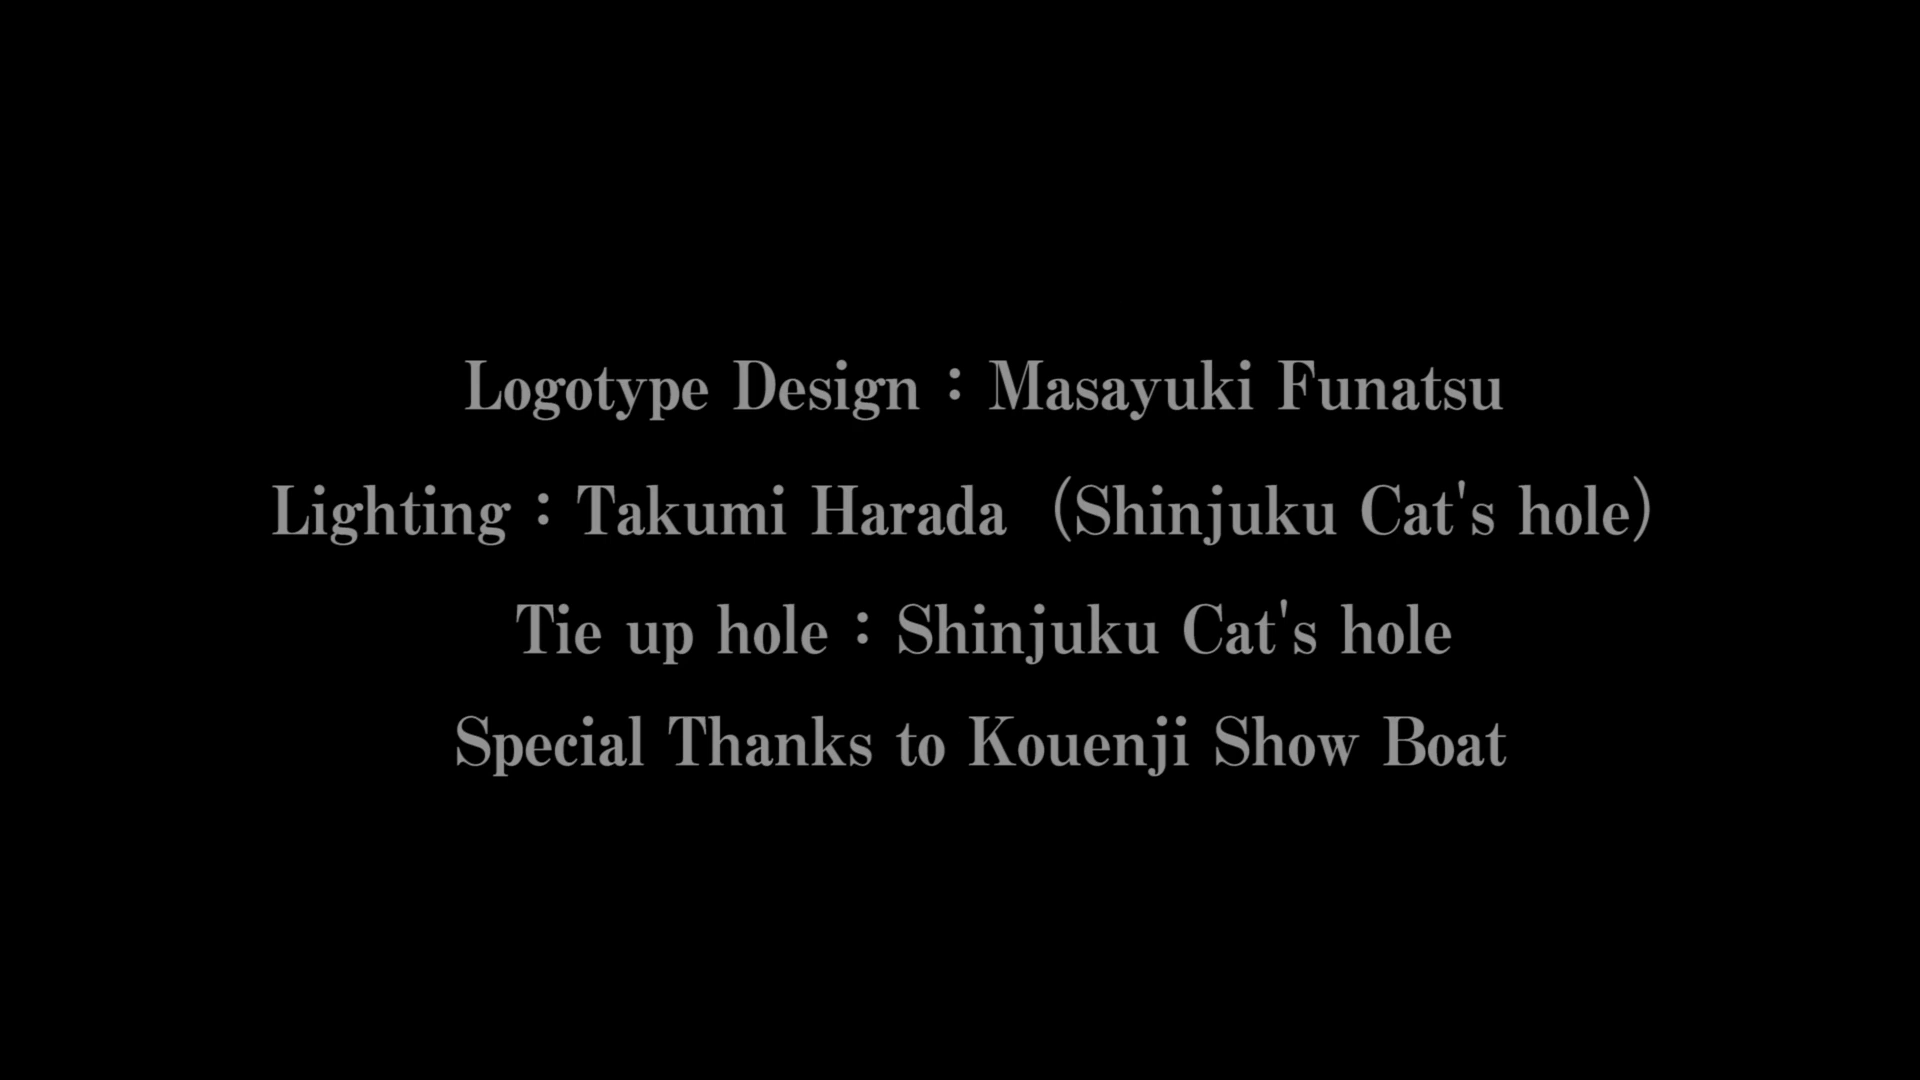 Logotype Design : Masayuki Funatsu
Lighting : Takumi Harada (Shinjuku Cat's hole)
Tie up hole : Shinjuku Cat's hole
Special Thanks to Kouenji Show Boat